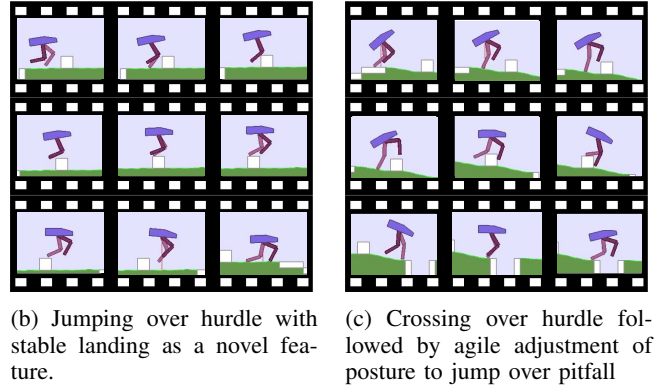 (b) Jumping over hurdle with
stable landing as a novel fea-
ture.
(c) Crossing over hurdle fol-
lowed by agile adjustment of
posture to jump over pitfall